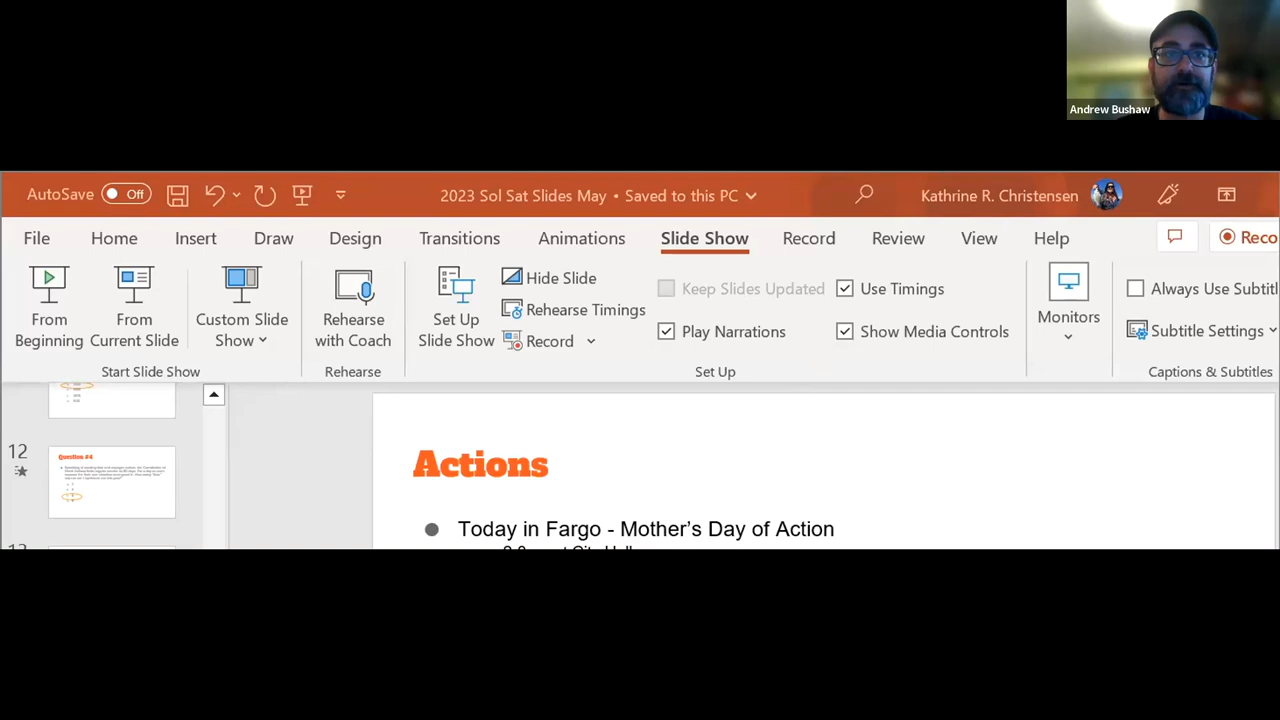 Andrew Bushaw
AutoSave Off 2023 Sol Sat Slides May • Saved to this PC Kathrine R. Christensen
File Home Insert Draw Design Transitions Animations Slide Show Record Review View Help Reco
From Beginning
From Current Slide
Custom Slide Show
Start Slide Show
Rehearse with Coach
Rehearse
Set Up Slide Show
Hide Slide
Rehearse Timings
Record
Keep Slides Updated
Use Timings
Play Narrations
Show Media Controls
Set Up
Monitors
Always Use Subtitl
Subtitle Settings
Captions & Subtitles
12
Question #4
Actions
● Today in Fargo - Mother's Day of Action